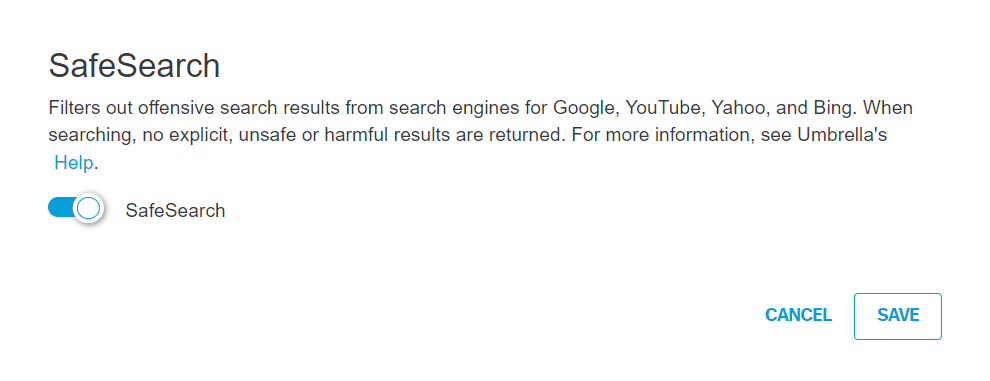 SafeSearch
Filters out offensive search results from search engines for Google, YouTube, Yahoo, and Bing. When
searching, no explicit, unsafe or harmful results are returned. For more information, see Umbrella's
Help.
SafeSearch
CANCEL SAVE